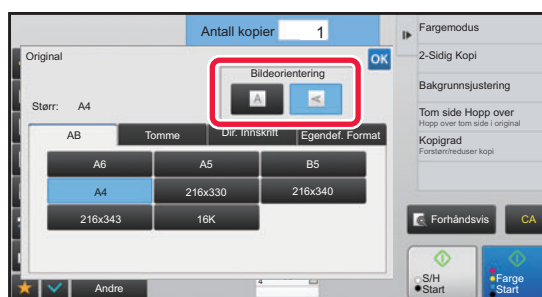 Antall kopier 1
Original
OK
Bildeorientering
A A
Størr: A4
AB Tomme Dir. Innskrift Egendef. Format
A6 A5 B5
A4 216x330 216x340
216x343 16K
Andre
Fargemodus
2-Sidig Kopi
Bakgrunnsjustering
Tom side Hopp over
Hopp over tom side i original
Kopigrad
Forstørr/reduser kopi
Forhåndsvis CA
S/H
Start
Farge
Start